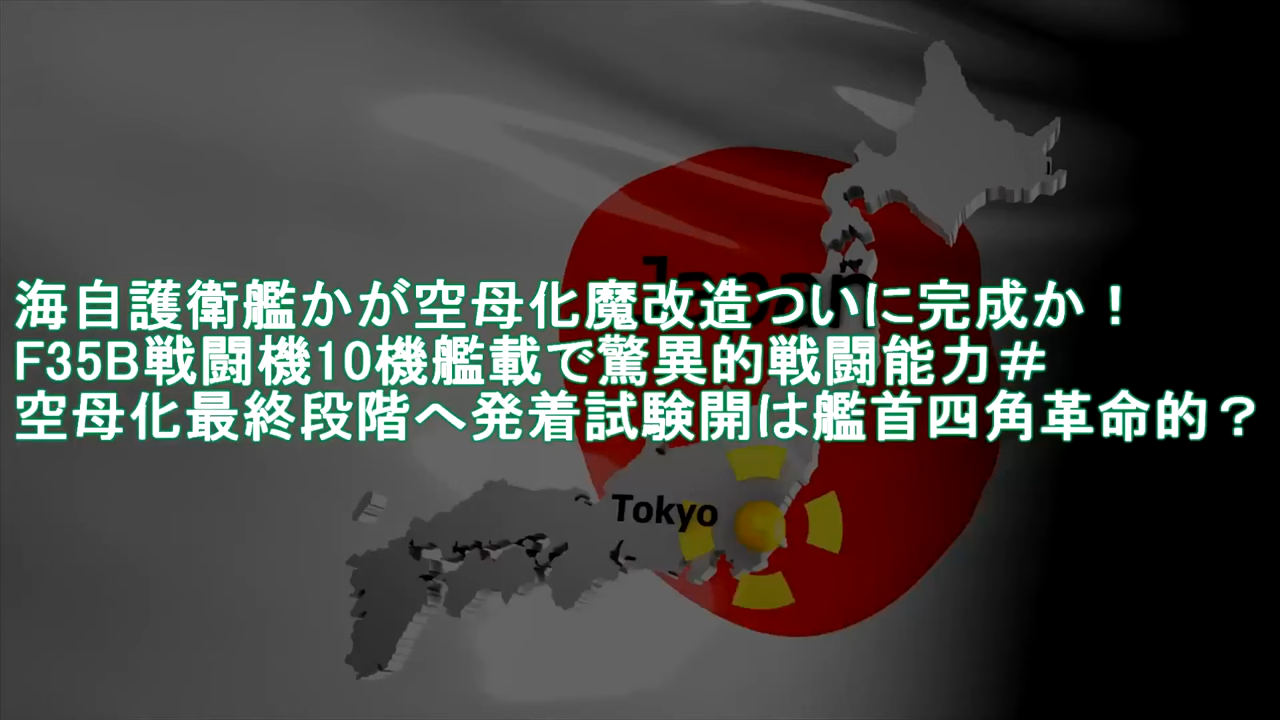 Japan
海自護衛艦かが空母化魔改造ついに完成か！
F35B戦闘機10機艦載で驚異的戦闘能力＃
空母化最終段階へ発着試験開は艦首四角革命的？
Tokyo